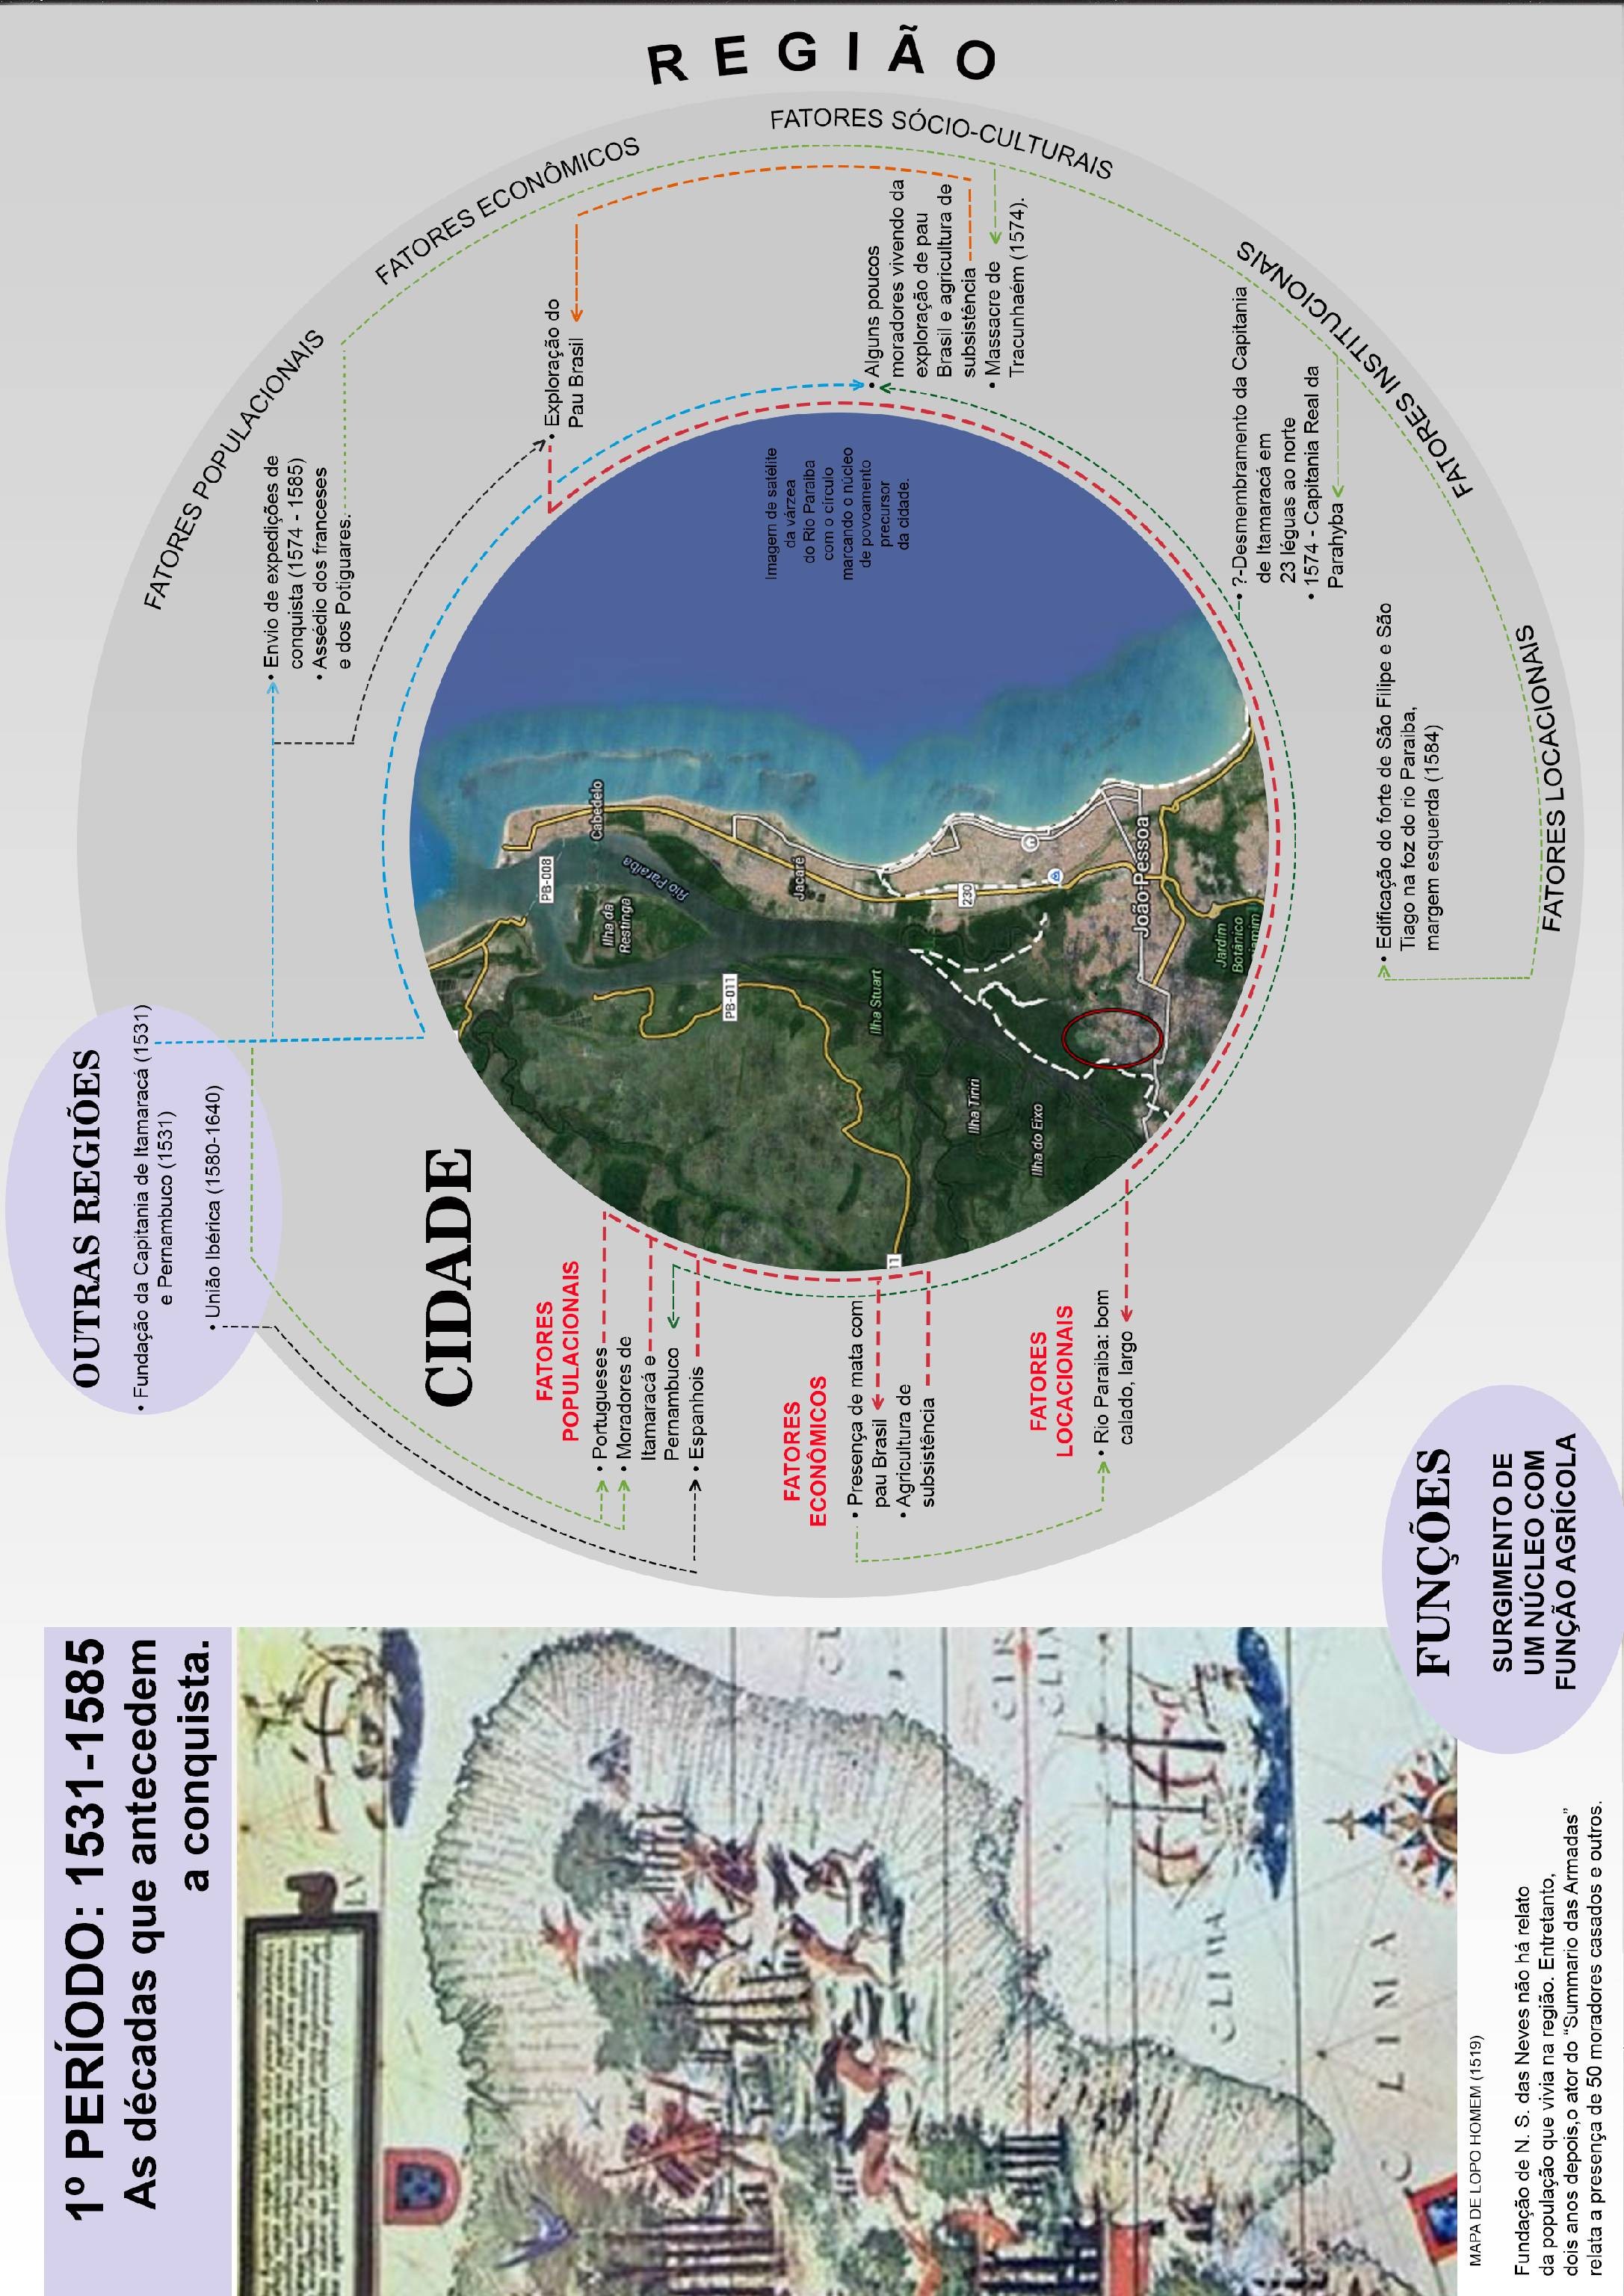 1º PERÍODO: 1531-1585
As décadas que antecedem
a conquista.
OUTRAS REGIÕES
• Fundação da Capitania de Itamaracá (1531)
e Pernambuco (1531)
• União Ibérica (1580-1640)
REGIÃO
FATORES POPULACIONAIS
• Envio de expedições de
conquista (1574 - 1585)
• Assédio dos franceses
e dos Potiguares.
FATORES ECONÔMICOS
• Exploração do
Pau Brasil
FATORES SÓCIO-CULTURAIS
• Alguns poucos
moradores vivendo da
exploração de pau
Brasil e agricultura de
subsistência
• Massacre de
Tracunhaém (1574).
FATORES INSTITUCIONAIS
• ?-Desmembramento da Capitania
de Itamaracá em
23 léguas ao norte
• 1574 - Capitania Real da
Parahyba
FATORES LOCACIONAIS
• Edificação do forte de São Filipe e São
Tiago na foz do rio Paraiba,
margem esquerda (1584)
CIDADE
FATORES
POPULACIONAIS
• Portugueses
• Moradores de
Itamaracá e
Pernambuco
• Espanhois
FATORES
ECONÔMICOS
• Presença de mata com
pau Brasil
• Agricultura de
subsistência
FATORES
LOCACIONAIS
• Rio Paraiba: bom
calado, largo
Imagem de satélite
da várzea
do Rio Paraiba
com o círculo
marcando o núcleo
de povoamento
precursor
da cidade.
PB-008
Cabedelo
Rio Paraíba
Ilha da
Restinga
PB-011
Jacaré
Ilha Stuart
230
Ilha Tiriri
Ilha do Eixo
João Pessoa
Jardim
Botânico
11
FUNÇÕES
SURGIMENTO DE
UM NÚCLEO COM
FUNÇÃO AGRÍCOLA
CLIMA
LIMA
MAPA DE LOPO HOMEM (1519)
Fundação de N. S. das Neves não há relato
da população que vivia na região. Entretanto,
dois anos depois,o ator do “Summario das Armadas”
relata a presença de 50 moradores casados e outros.